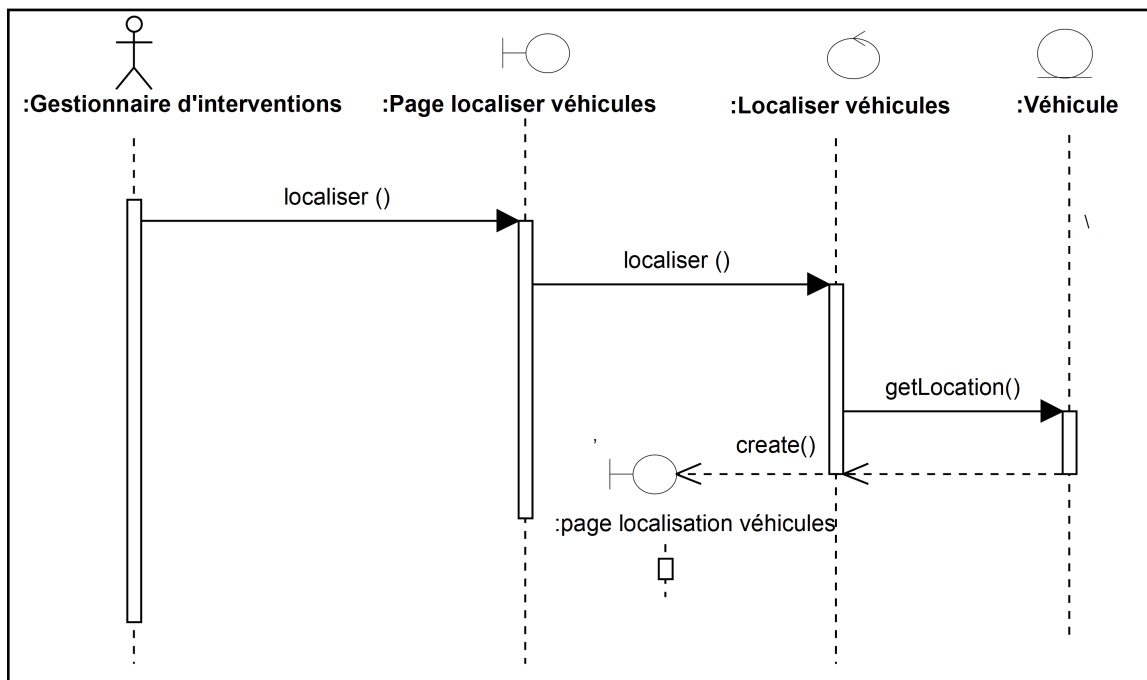 :Gestionnaire d'interventions
:Page localiser véhicules
:Localiser véhicules
:Véhicule
localiser ()
\
localiser ()
getLocation()
,
create()
:page localisation véhicules